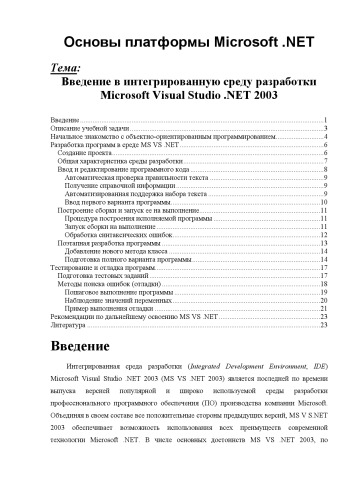 Основы платформы Microsoft .NET
Тема:
Введение в интегрированную среду разработки
Microsoft Visual Studio .NET 2003
Введение......1
Описание учебной задачи......3
Начальное знакомство с объектно-ориентированным программированием......4
Разработка программ в среде MS VS .NET......6
Создание проекта......6
Общая характеристика среды разработки......7
Ввод и редактирование программного кода......8
Автоматическая проверка правильности текста......9
Получение справочной информации......9
Автоматизированная поддержка набора текста......9
Ввод первого варианта программы......10
Построение сборки и запуск ее на выполнение......11
Процедура построения исполняемой программы......11
Запуск сборки на выполнение......11
Обработка синтаксических ошибок......12
Поэтапная разработка программы......13
Добавление нового метода класса......14
Подготовка полного варианта программы......14
Тестирование и отладка программ......17
Подготовка тестовых заданий......17
Методы поиска ошибок (отладки)......18
Пошаговое выполнение программы......19
Наблюдение значений переменных......20
Пример выполнения отладки......21
Рекомендации по дальнейшему освоению MS VS .NET......23
Литература......23
Введение
Интегрированная среда разработки (Integrated Development Environment, IDE)
Microsoft Visual Studio .NET 2003 (MS VS .NET 2003) является последней по времени
выпуска версией популярной и широко используемой среды разработки
профессионального программного обеспечения (ПО) производства компании Microsoft.
Объединяя в своем составе все положительные стороны предыдущих версий, MS V S.NET
2003 обеспечивает возможность использования всех преимуществ современной
технологии Microsoft .NET. В числе основных достоинств MS VS .NET 2003, по